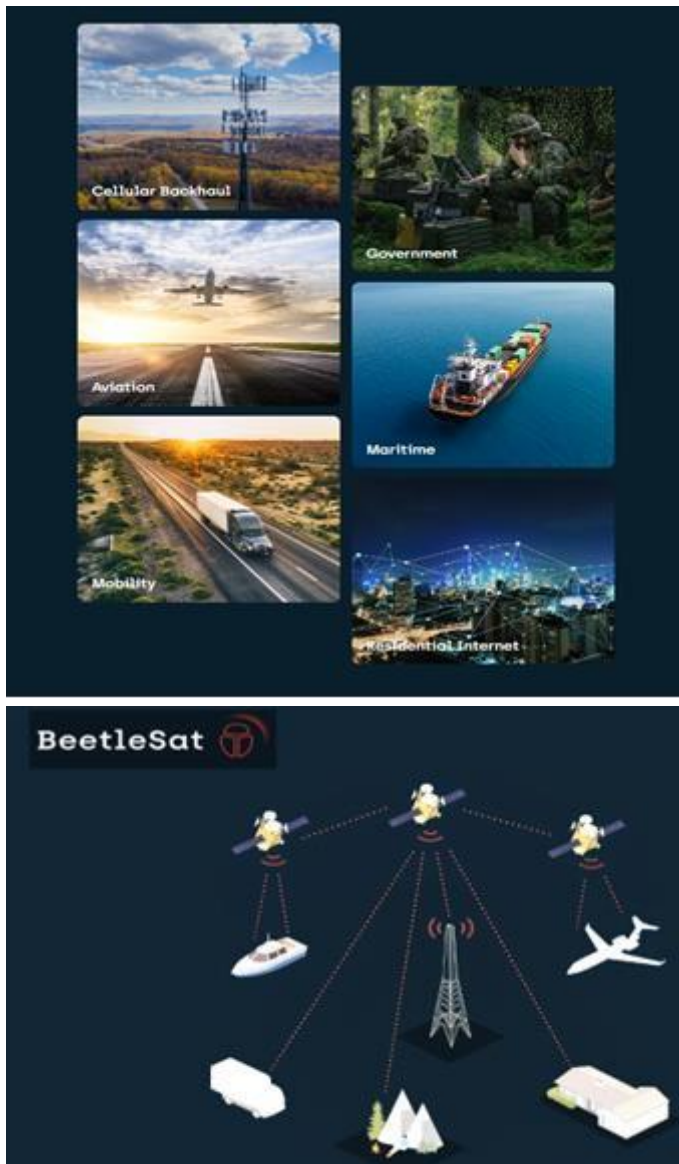 Cellular Backhaul
Government
Aviation
Maritime
Mobility
Residential Internet
BeetleSat